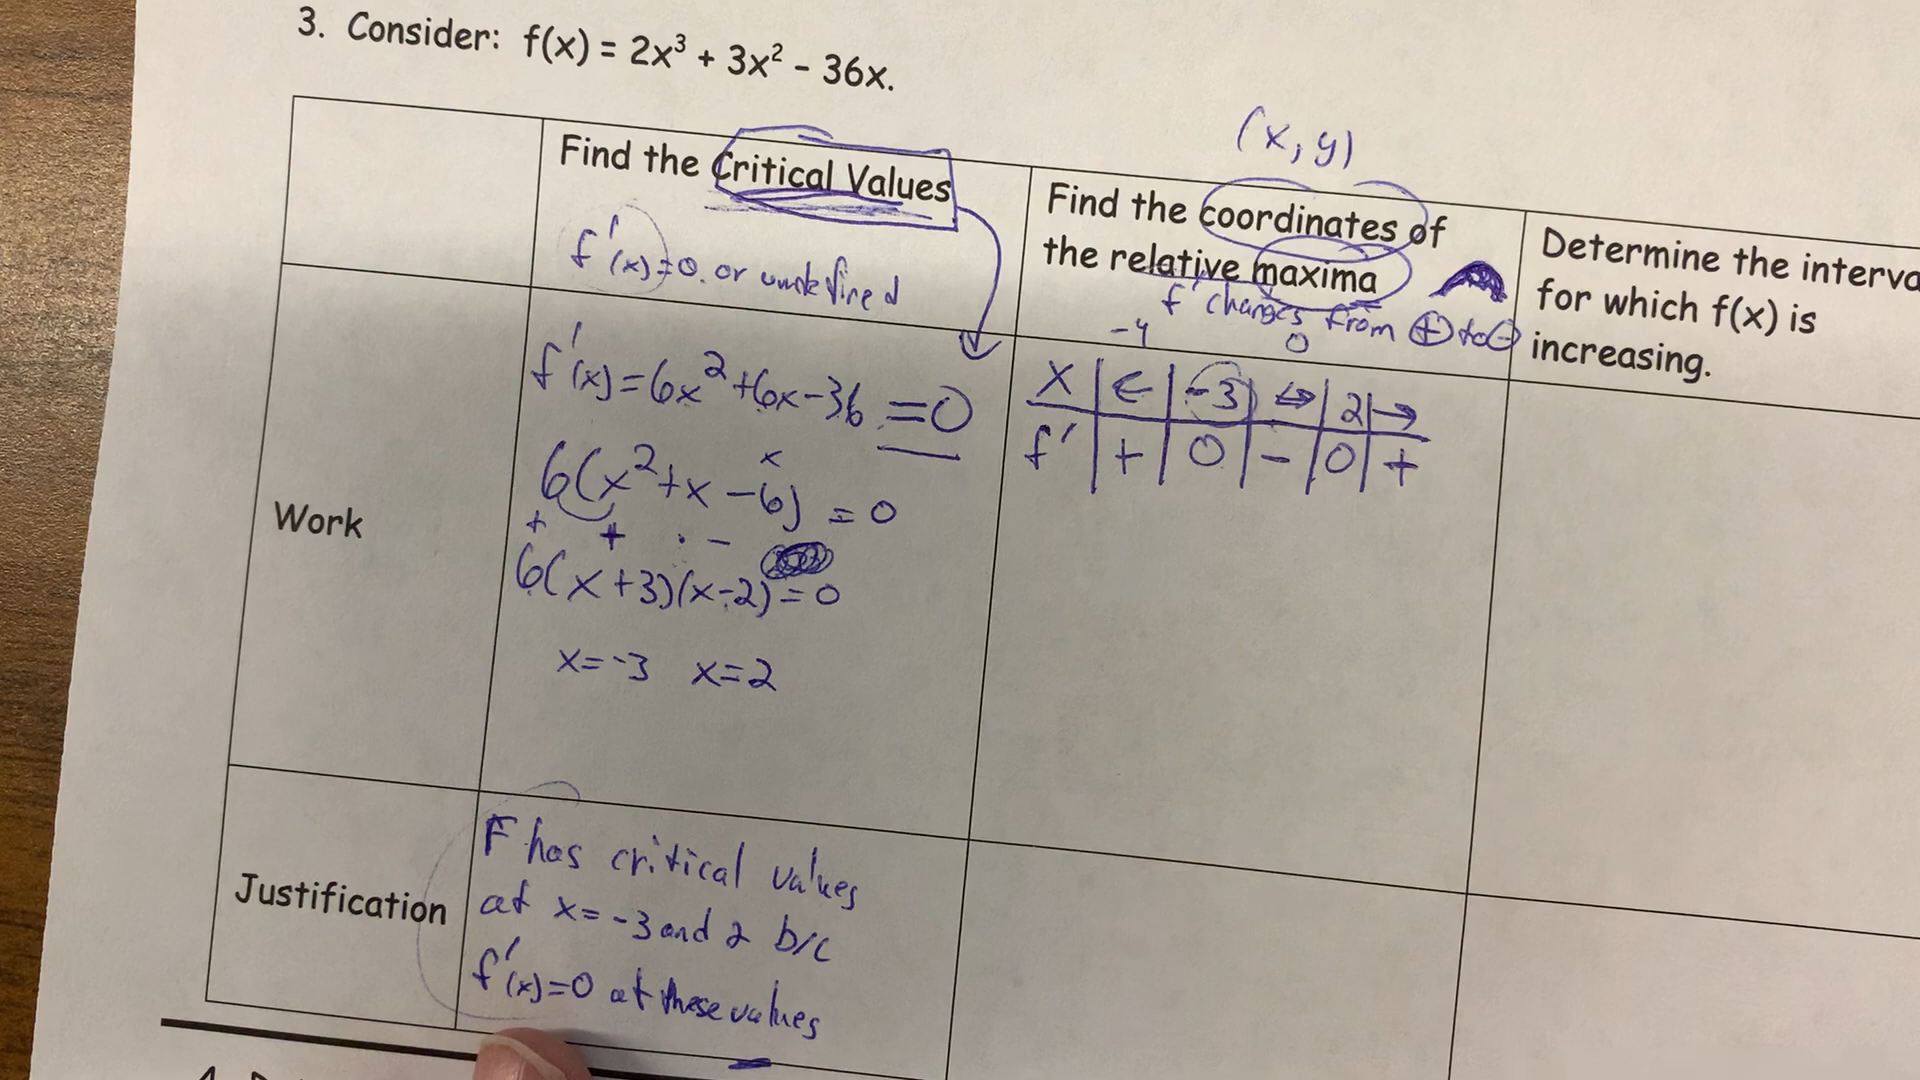 3. Consider: f(x) = 2x³ + 3x² - 36x.
(x, y)
Find the Critical Values
f'(x)=0 or undefined
Find the coordinates of
the relative maxima
f' changes from + to -
Determine the interva
for which f(x) is
increasing.
Work
f'(x)=6x²+6x-36 =0
x
6(x²+x-6) = 0
+ + . -
6(x+3)(x-2)=0
x=-3 x=2
-4 0
x | ← | -3 | ↔ | 2 | →
f' | + | 0 | - | 0 | +
Justification
F has critical values
at x=-3 and 2 b/c
f'(x)=0 at these values